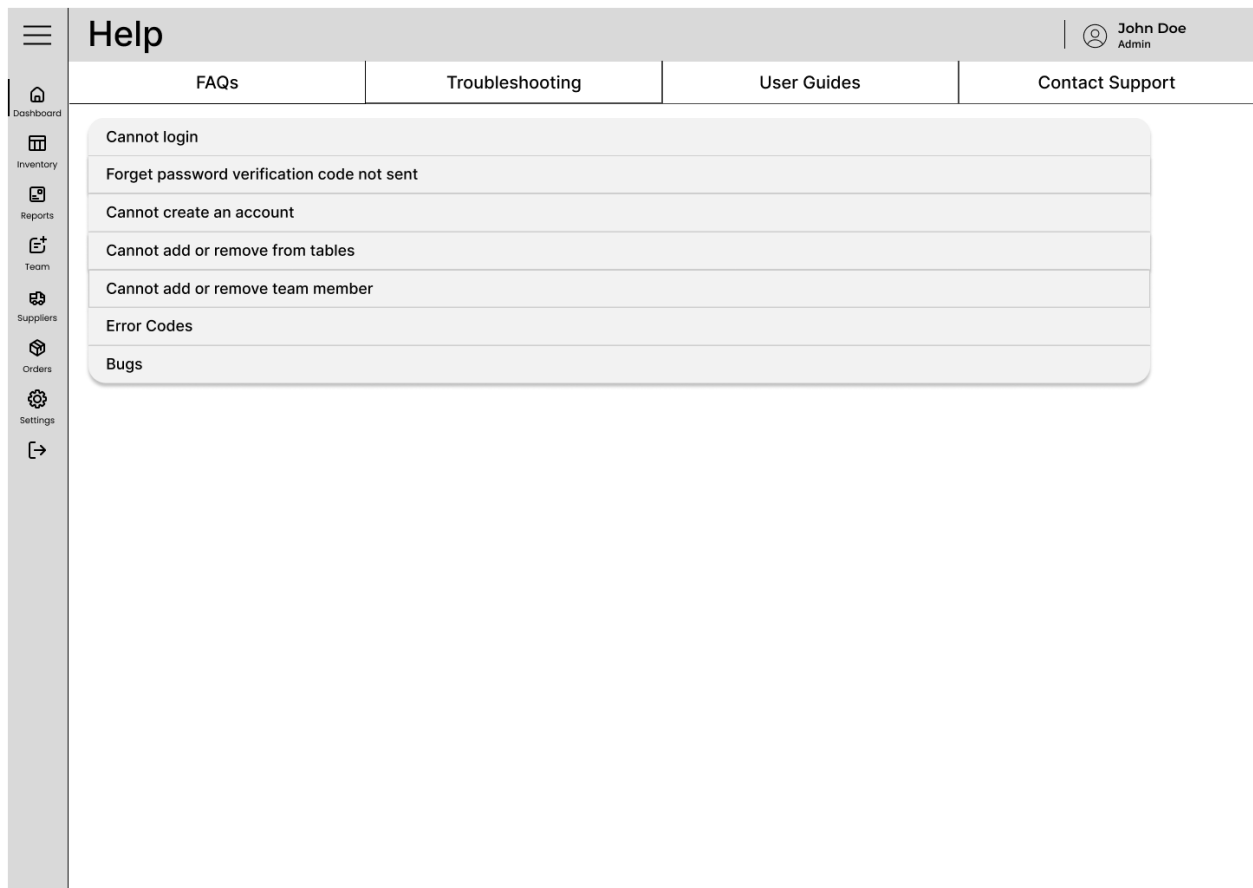 Help
John Doe
Admin
FAQs
Troubleshooting
User Guides
Contact Support
Dashboard
Inventory
Reports
Team
Suppliers
Orders
Settings
Cannot login
Forget password verification code not sent
Cannot create an account
Cannot add or remove from tables
Cannot add or remove team member
Error Codes
Bugs